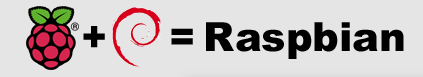 ® + = Raspbian